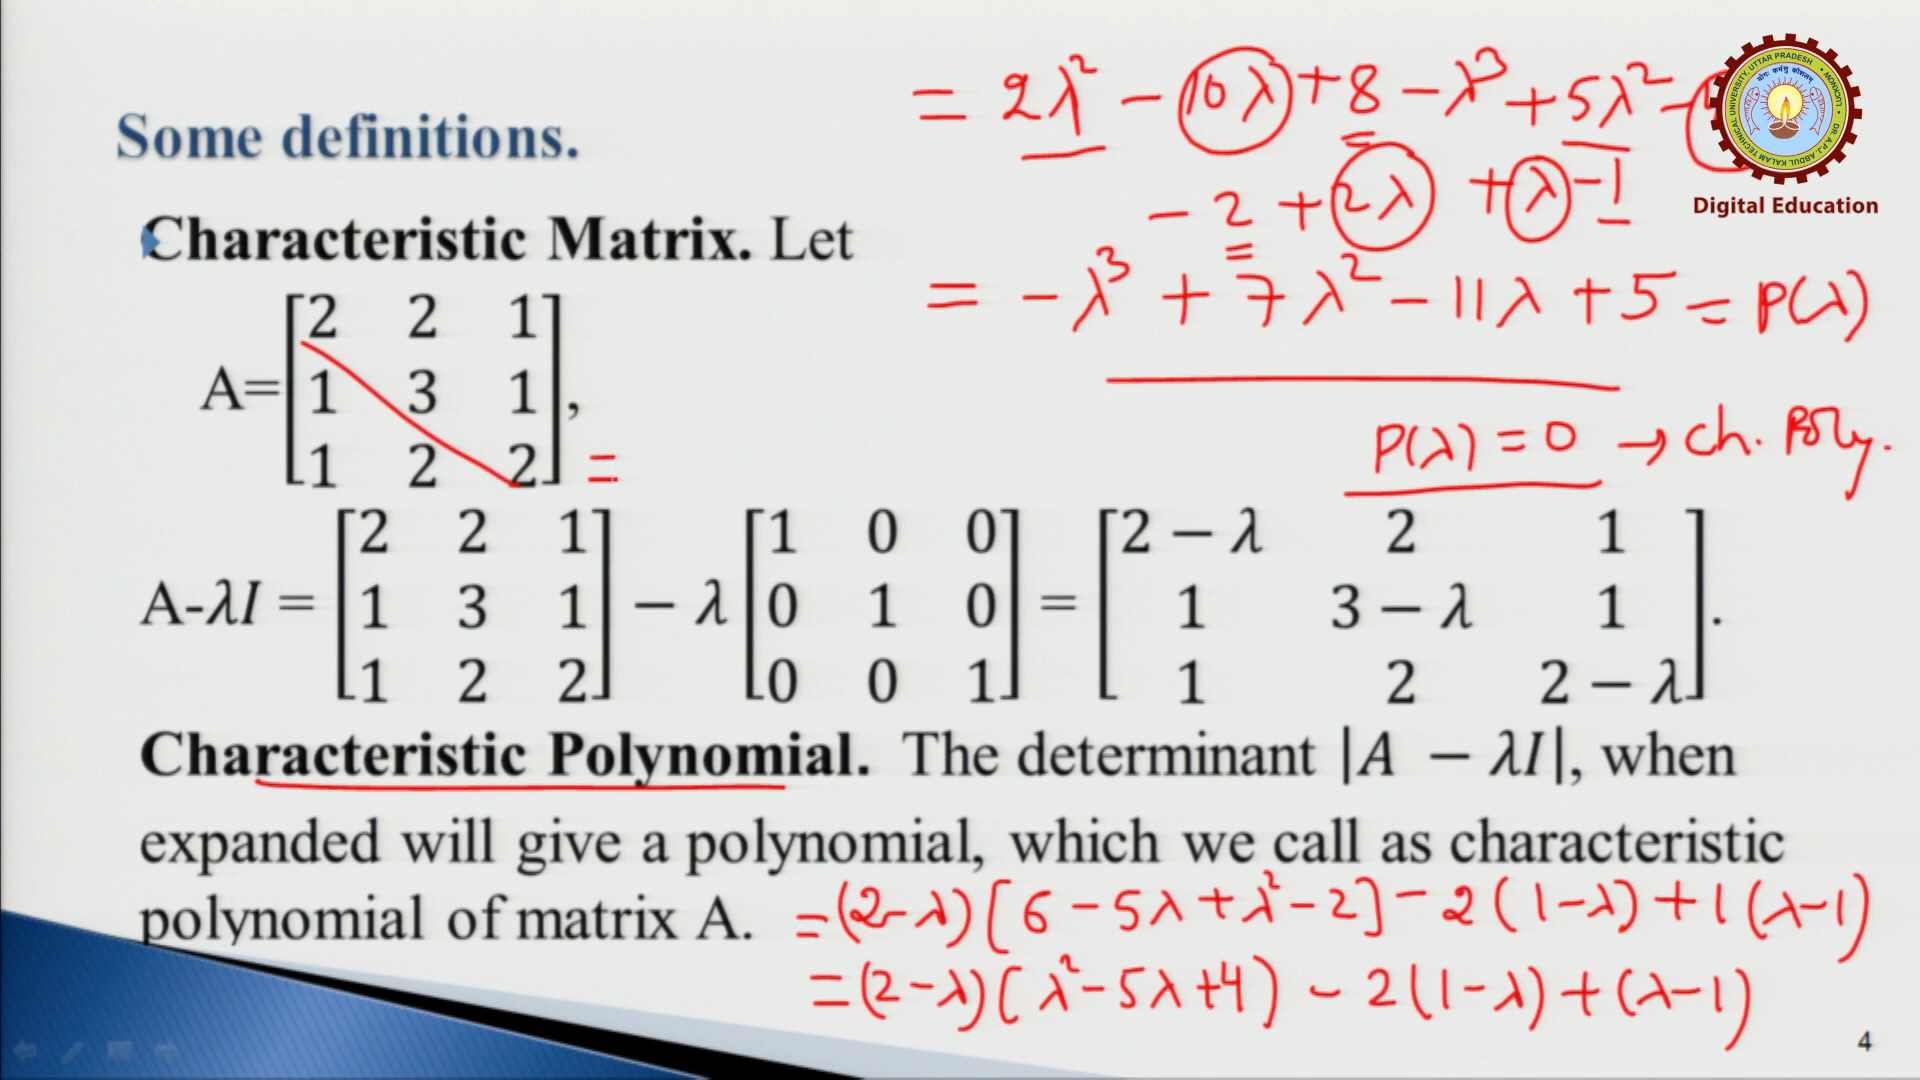 = 2λ² - 10λ + 8 - λ³ + 5λ² -
Some definitions.
- 2 + 2λ + λ - 1
Digital Education
Characteristic Matrix. Let
= -λ³ + 7λ² - 11λ + 5 = P(λ)
A=[2 2 1
1 3 1
1 2 2], =
P(λ) = 0 → ch. Poly.
A-λI = [2 2 1
1 3 1
1 2 2] - λ [1 0 0
0 1 0
0 0 1] = [2 - λ 2 1
1 3 - λ 1
1 2 2 - λ].
Characteristic Polynomial. The determinant |A - λI|, when
expanded will give a polynomial, which we call as characteristic
polynomial of matrix A.
= (2-λ)[6 - 5λ + λ² - 2] - 2(1-λ) + 1(λ-1)
= (2-λ)(λ² - 5λ + 4) - 2(1-λ) + (λ-1)
4